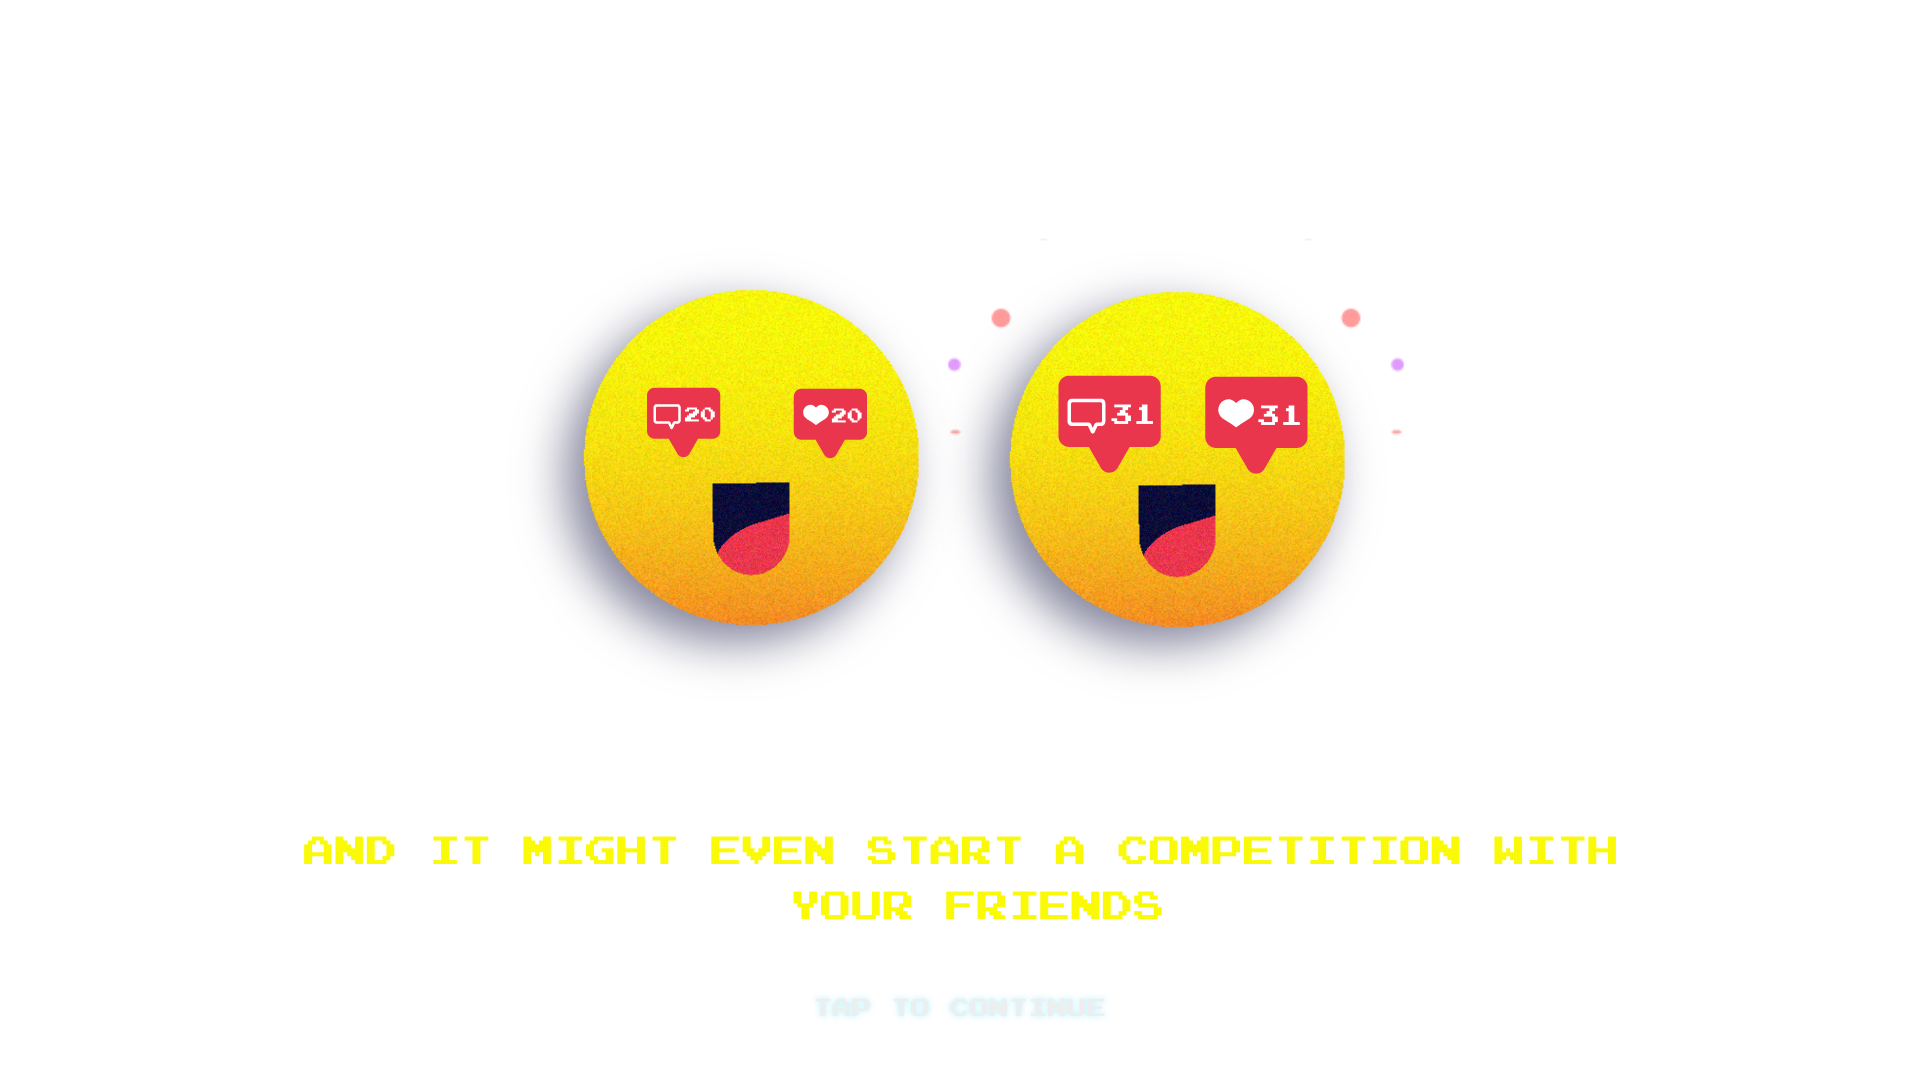 20 20 31 31
AND IT MIGHT EVEN START A COMPETITION WITH
YOUR FRIENDS
TAP TO CONTINUE